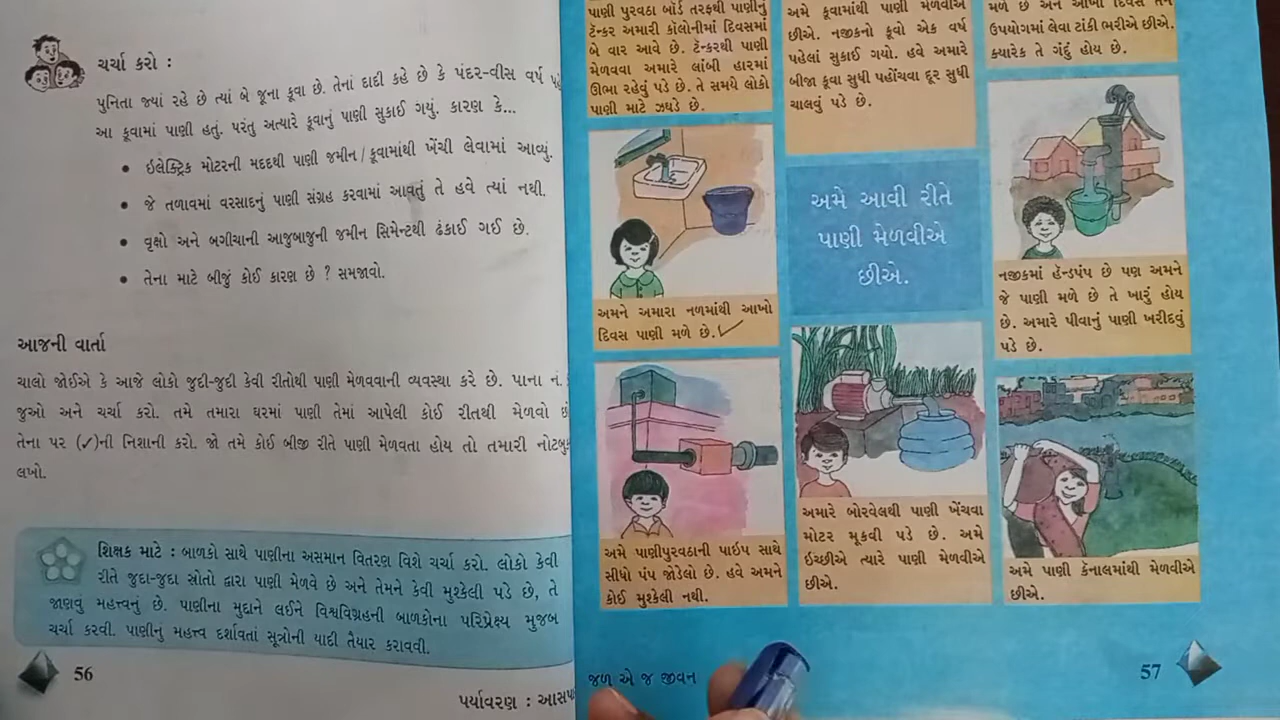 ચર્ચા કરો :
પુનિતા જ્યાં રહે છે ત્યાં બે જૂના કૂવા છે. તેનાં દાદી કહે છે કે પંદર-વીસ વર્ષ
આ કૂવામાં પાણી હતું. પરંતુ અત્યારે કૂવાનું પાણી સુકાઈ ગયું. કારણ કે...
• ઇલેક્ટ્રિક મોટરની મદદથી પાણી જમીન / કૂવામાંથી ખેંચી લેવામાં આવ્યું.
• જે તળાવમાં વરસાદનું પાણી સંગ્રહ કરવામાં આવતું તે હવે ત્યાં નથી.
• વૃક્ષો અને બગીચાની આજુબાજુની જમીન સિમેન્ટથી ઢંકાઈ ગઈ છે.
• તેના માટે બીજું કોઈ કારણ છે ? સમજાવો.
આજની વાર્તા
ચાલો જોઈએ કે આજે લોકો જુદી-જુદી કેવી રીતોથી પાણી મેળવવાની વ્યવસ્થા કરે છે. પાના નં.
જુઓ અને ચર્ચા કરો. તમે તમારા ઘરમાં પાણી તેમાં આપેલી કોઈ રીતથી મેળવો
તેના પર (✓)ની નિશાની કરો. જો તમે કોઈ બીજી રીતે પાણી મેળવતા હોય તો તમારી
લખો.
શિક્ષક માટે : બાળકો સાથે પાણીના અસમાન વિતરણ વિશે ચર્ચા કરો. લોકો કેવી
રીતે જુદા-જુદા સ્રોતો દ્વારા પાણી મેળવે છે અને તેમને કેવી મુશ્કેલી પડે છે, તે
જાણવું મહત્ત્વનું છે. પાણીના મુદ્દાને લઈને વિશ્વવિગ્રહની બાળકોના પરિપ્રેક્ષ્ય મુજબ
ચર્ચા કરવી. પાણીનું મહત્ત્વ દર્શાવતાં સૂત્રોની યાદી તૈયાર કરાવવી.
56
પર્યાવરણ :
પાણી પુરવઠા બૉર્ડ તરફથી પાણીનું
ટૅન્કર અમારી કૉલોનીમાં દિવસમાં
બે વાર આવે છે. ટૅન્કરથી પાણી
મેળવવા અમારે લાંબી હારમાં
ઊભા રહેવું પડે છે. તે સમયે લોકો
પાણી માટે ઝઘડે છે.
અમે કૂવામાંથી પાણી મેળવીએ
છીએ. નજીકનો કૂવો એક વર્ષ
પહેલાં સુકાઈ ગયો. હવે અમારે
બીજા કૂવા સુધી પહોંચવા દૂર સુધી
ચાલવું પડે છે.
મળે છે અને આખો દિવસ તેને
ઉપયોગમાં લેવા ટાંકી ભરીએ છીએ.
ક્યારેક તે ગંદું હોય છે.
અમને અમારા નળમાંથી આખો
દિવસ પાણી મળે છે. ✓
અમે આવી રીતે
પાણી મેળવીએ
છીએ.
નજીકમાં હૅન્ડપંપ છે પણ અમને
જે પાણી મળે છે તે ખારું હોય
છે. અમારે પીવાનું પાણી ખરીદવું
પડે છે.
અમે પાણીપુરવઠાની પાઇપ સાથે
સીધો પંપ જોડેલો છે. હવે અમને
કોઈ મુશ્કેલી નથી.
અમારે બોરવેલથી પાણી ખેંચવા
મોટર મૂકવી પડે છે. અમે
ઇચ્છીએ ત્યારે પાણી મેળવીએ
છીએ.
અમે પાણી કૅનાલમાંથી મેળવીએ
છીએ.
જળ એ જ જીવન
57